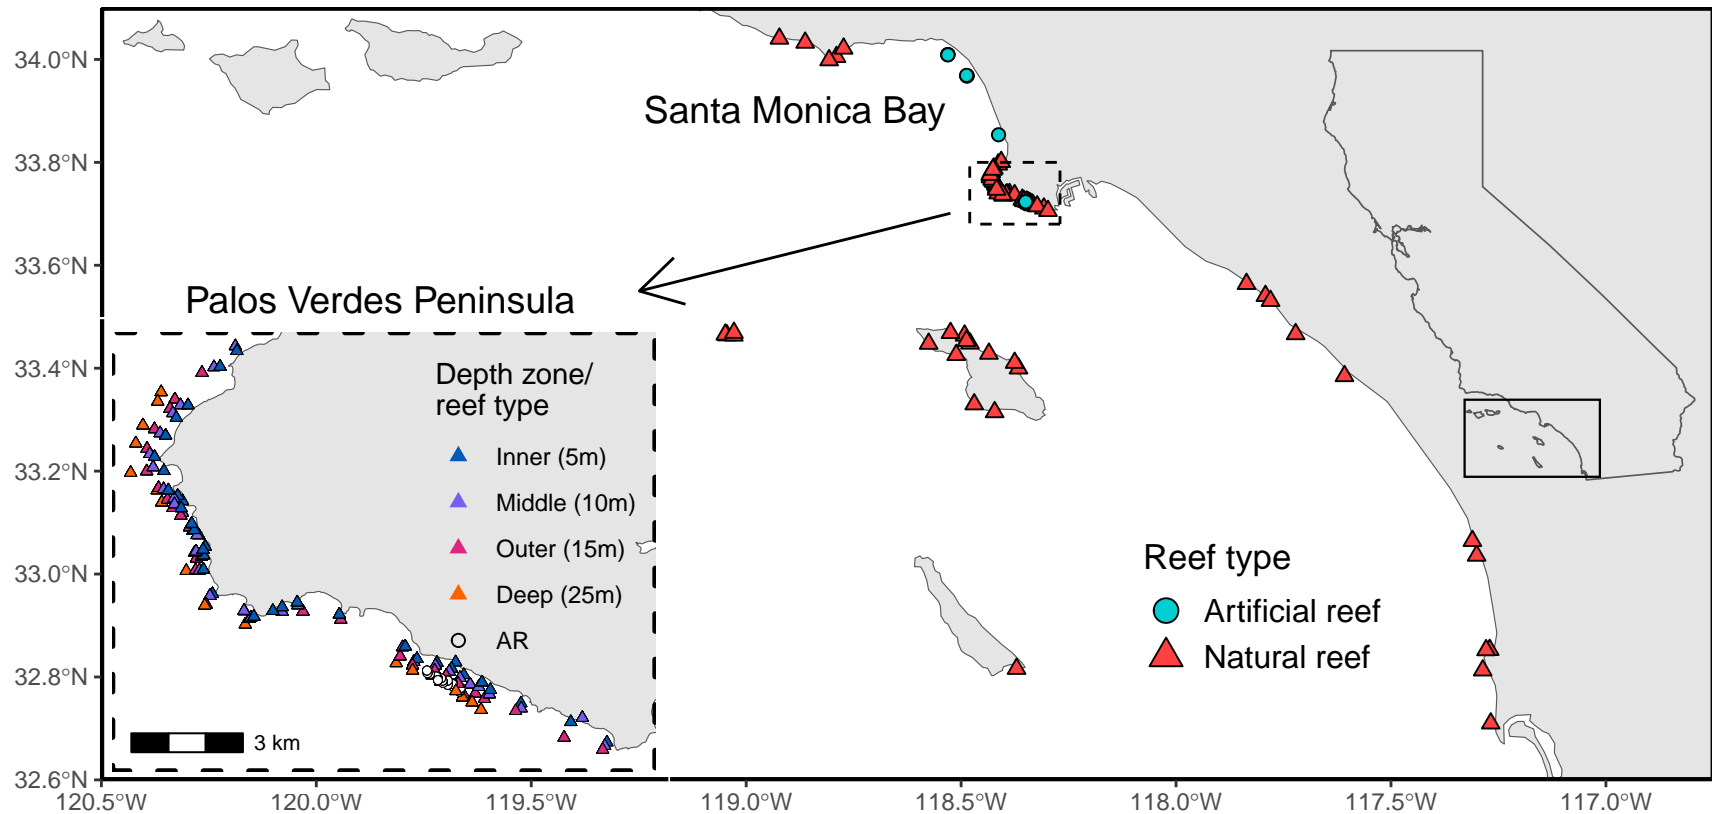 34.0°N
33.8°N
33.6°N
33.4°N
33.2°N
33.0°N
32.8°N
32.6°N
Santa Monica Bay
Palos Verdes Peninsula
Depth zone/
reef type
Inner (5m)
Middle (10m)
Outer (15m)
Deep (25m)
AR
3 km
Reef type
Artificial reef
Natural reef
120.5°W
120.0°W
119.5°W
119.0°W
118.5°W
118.0°W
117.5°W
117.0°W